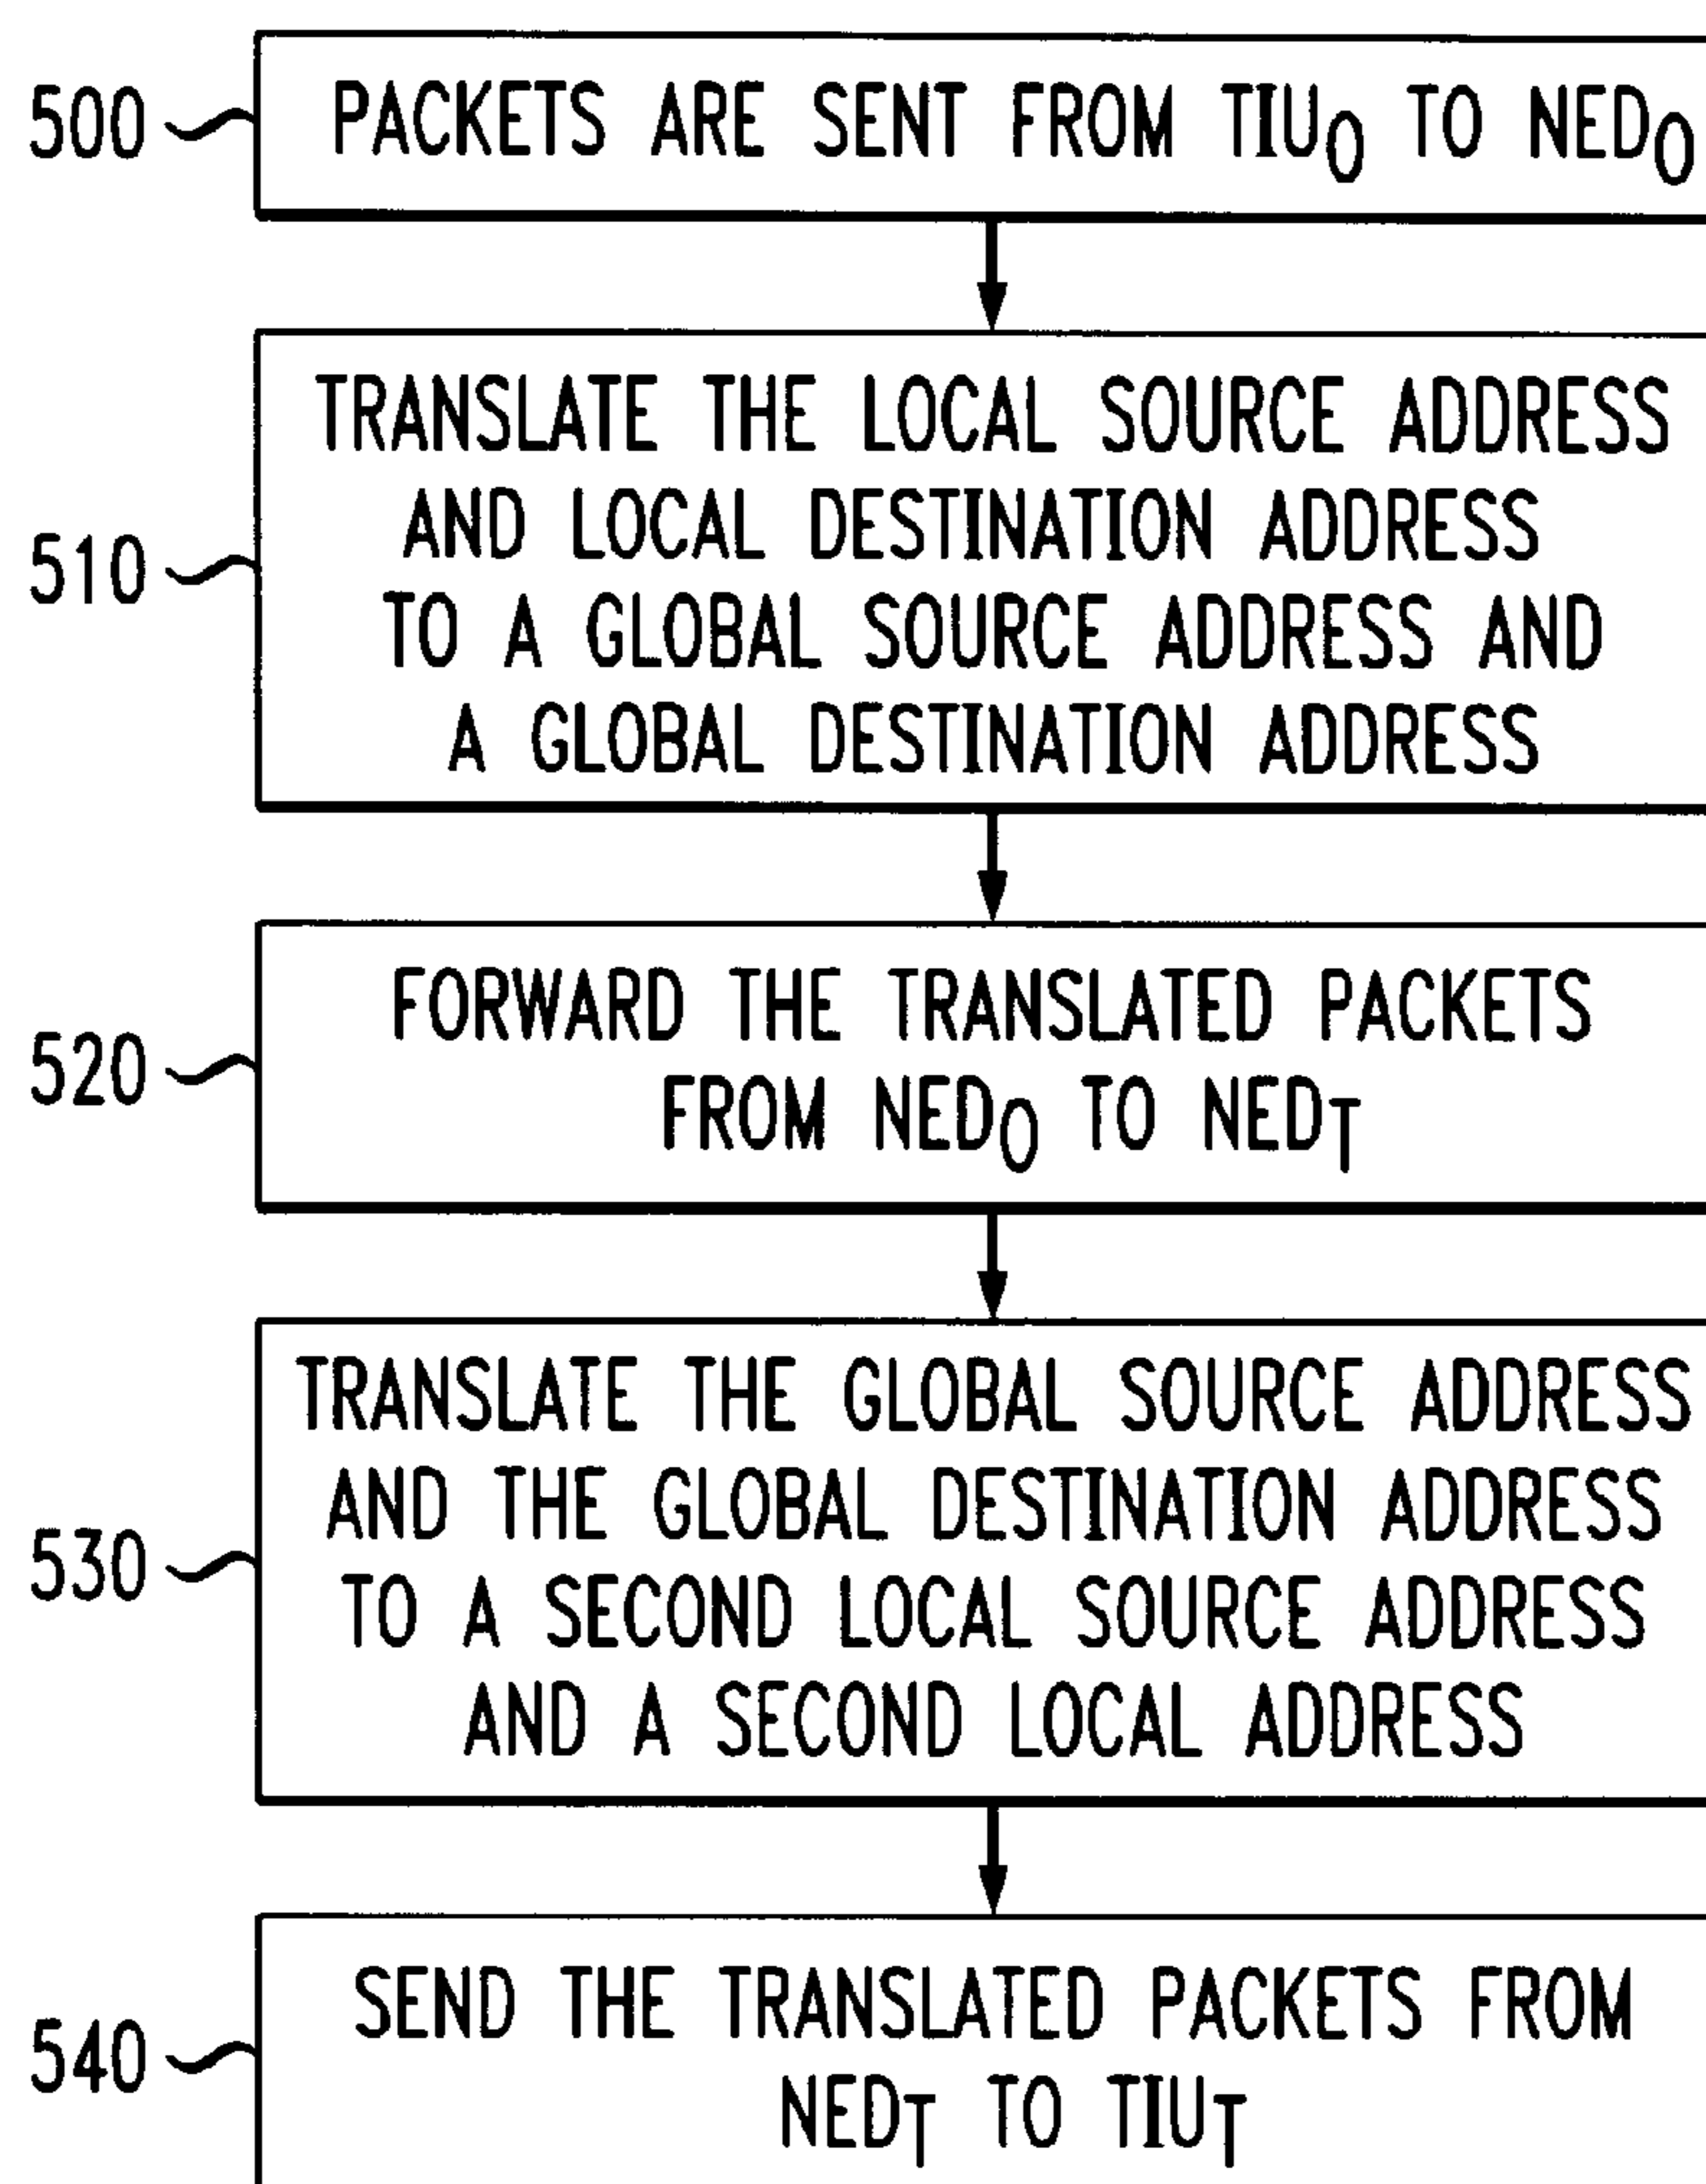 500
PACKETS ARE SENT FROM TIU₀ TO NED₀
510
TRANSLATE THE LOCAL SOURCE ADDRESS
AND LOCAL DESTINATION ADDRESS
TO A GLOBAL SOURCE ADDRESS AND
A GLOBAL DESTINATION ADDRESS
520
FORWARD THE TRANSLATED PACKETS
FROM NED₀ TO NEDT
530
TRANSLATE THE GLOBAL SOURCE ADDRESS
AND THE GLOBAL DESTINATION ADDRESS
TO A SECOND LOCAL SOURCE ADDRESS
AND A SECOND LOCAL ADDRESS
540
SEND THE TRANSLATED PACKETS FROM
NEDT TO TIUT